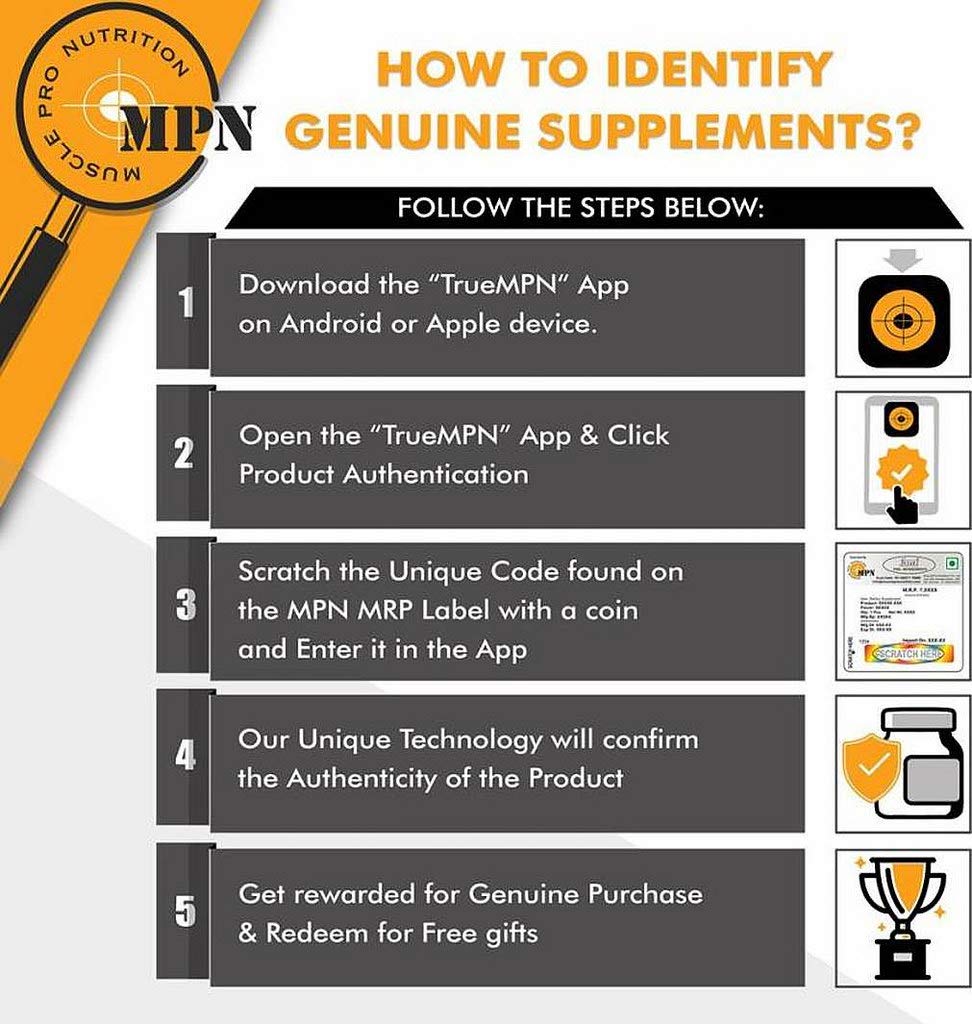 MUSCLE PRO NUTRITION
MPN
HOW TO IDENTIFY
GENUINE SUPPLEMENTS?
FOLLOW THE STEPS BELOW:
1
Download the “TrueMPN“ App
on Android or Apple device.
2
Open the “TrueMPN” App & Click
Product Authentication
3
Scratch the Unique Code found on
the MPN MRP Label with a coin
and Enter it in the App
MPN
SCRATCH HERE
SCRATCH HERE
4
Our Unique Technology will confirm
the Authenticity of the Product
5
Get rewarded for Genuine Purchase
& Redeem for Free gifts